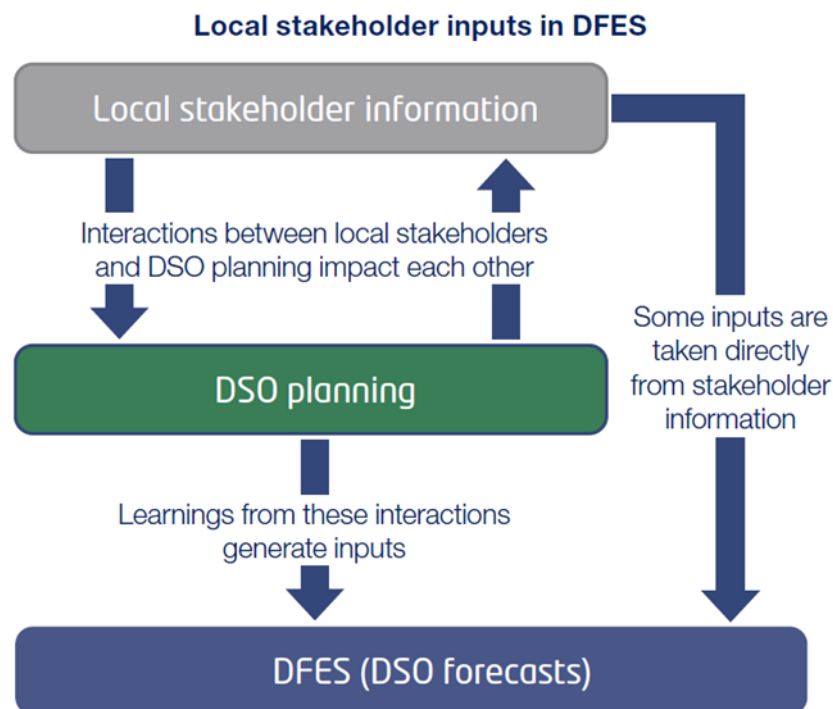 Local stakeholder inputs in DFES
Local stakeholder information
Interactions between local stakeholders
and DSO planning impact each other
Some inputs are
taken directly
from stakeholder
information
DSO planning
Learnings from these interactions
generate inputs
DFES (DSO forecasts)